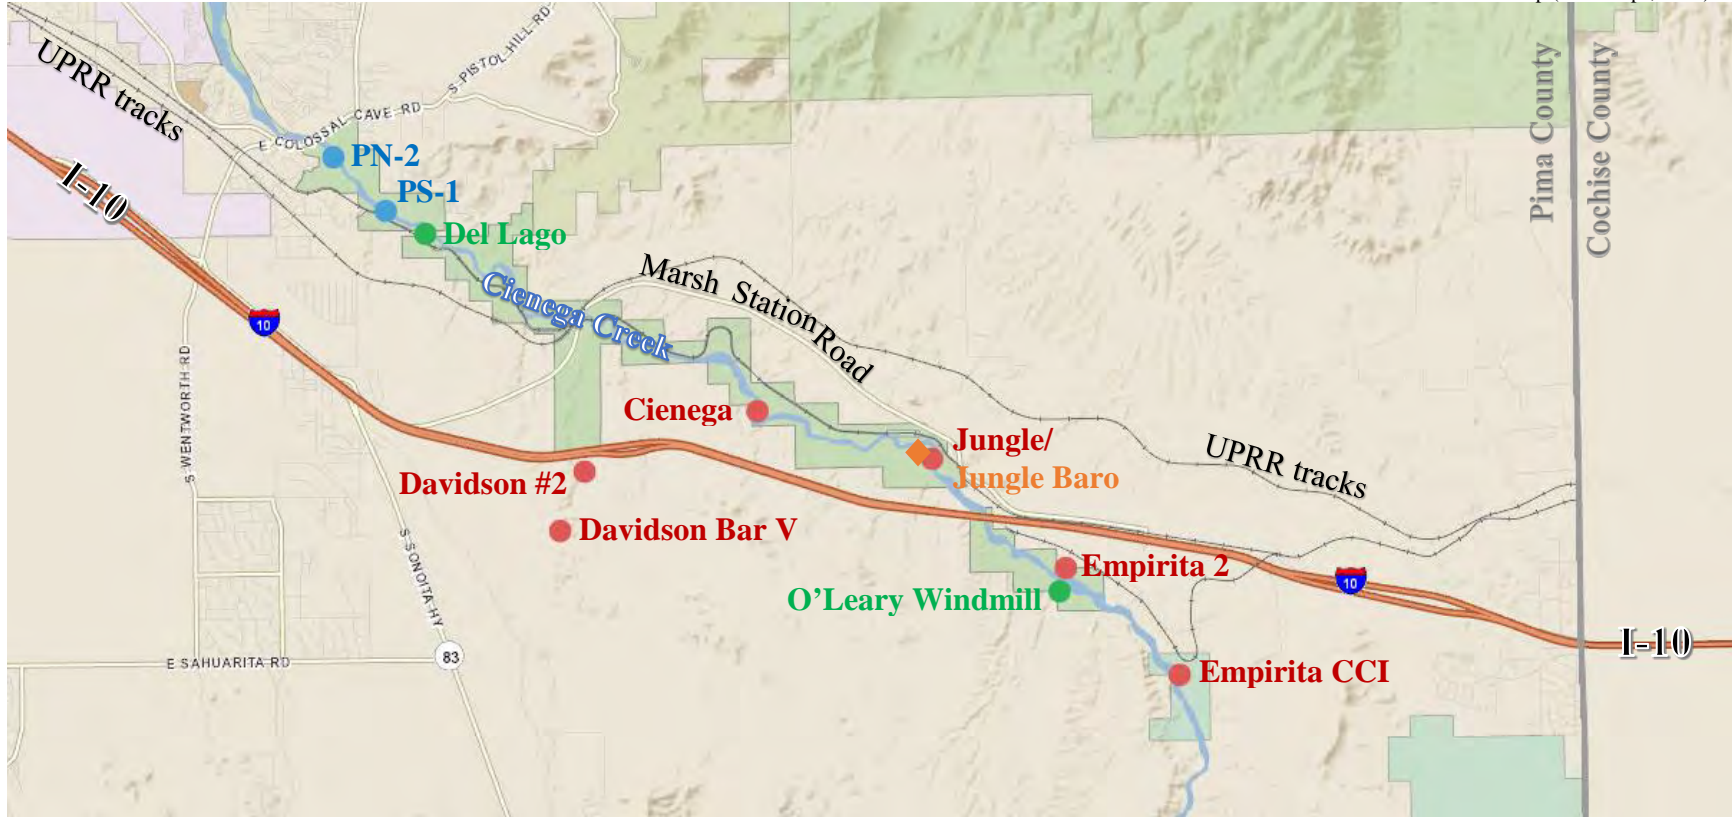 UPRR tracks
S PISTOL HILL RD
E COLOSSAL CAVE RD
PN-2
I-10
PS-1
Del Lago
Pima County
Cochise County
Cienega Creek
Marsh Station Road
10
S WENTWORTH RD
Cienega
Jungle/
Jungle Baro
UPRR tracks
Davidson #2
Davidson Bar V
S SONOITA HY
Empirita 2
10
O'Leary Windmill
I-10
83
E SAHUARITA RD
Empirita CCI